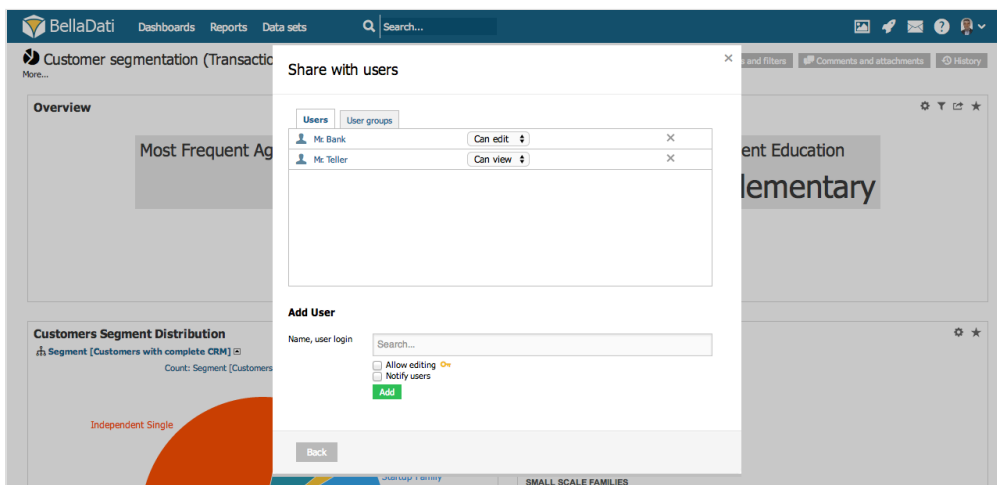 BellaDati Dashboards Reports Data sets Search...
Customer segmentation (Transactic
More...
and filters Comments and attachments History
Share with users
Users User groups
Mr. Bank Can edit
Mr. Teller Can view
Overview
Most Frequent Ag
ent Education
lementary
Add User
Name, user login Search...
Allow editing
Notify users
Add
Back
Customers Segment Distribution
Segment [Customers with complete CRM]
Count: Segment [Customers
Independent Single
Startup Family
SMALL SCALE FAMILIES